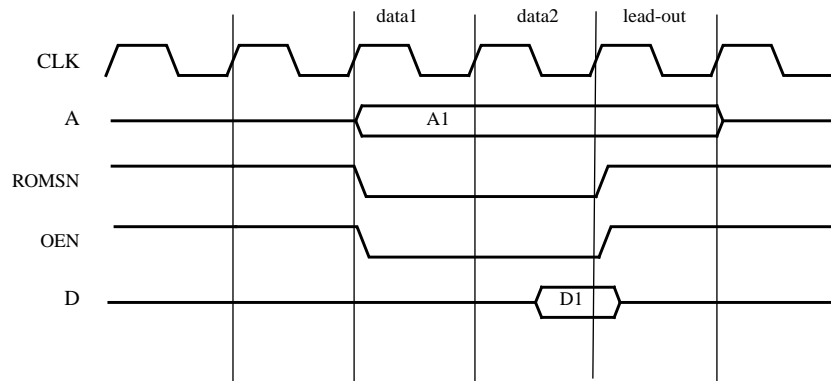 data1 data2 lead-out
CLK
A A1
ROMSN
OEN
D D1